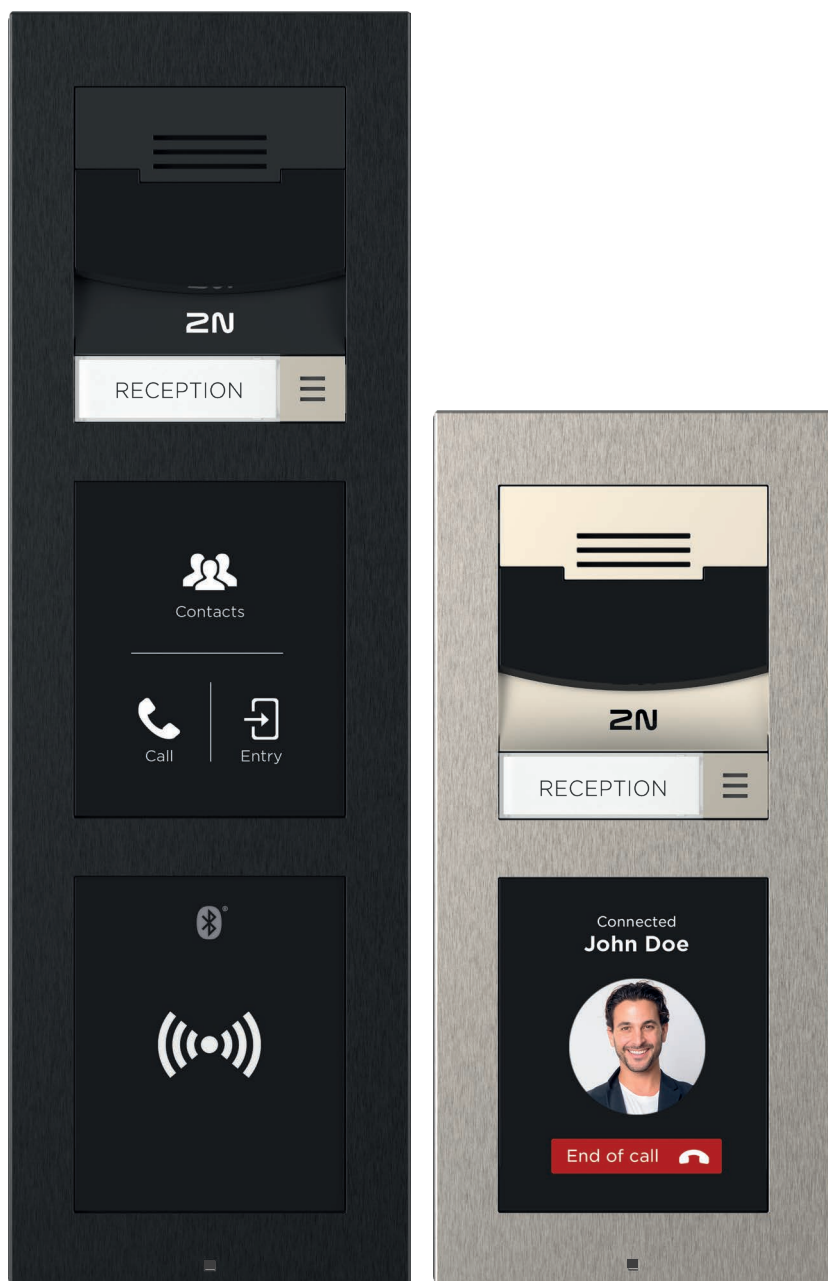 2N
RECEPTION
Contacts
Call
Entry
2N
RECEPTION
Connected
John Doe
End of call